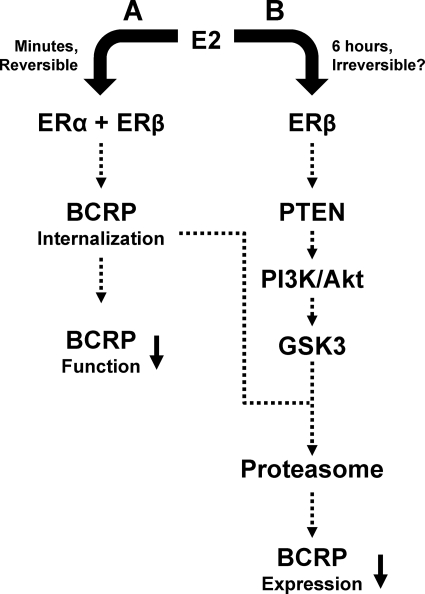 A
B
E2
Minutes,
Reversible
6 hours,
Irreversible?
ERα + ERβ
BCRP
Internalization
BCRP
Function
ERβ
PTEN
PI3K/Akt
GSK3
Proteasome
BCRP
Expression